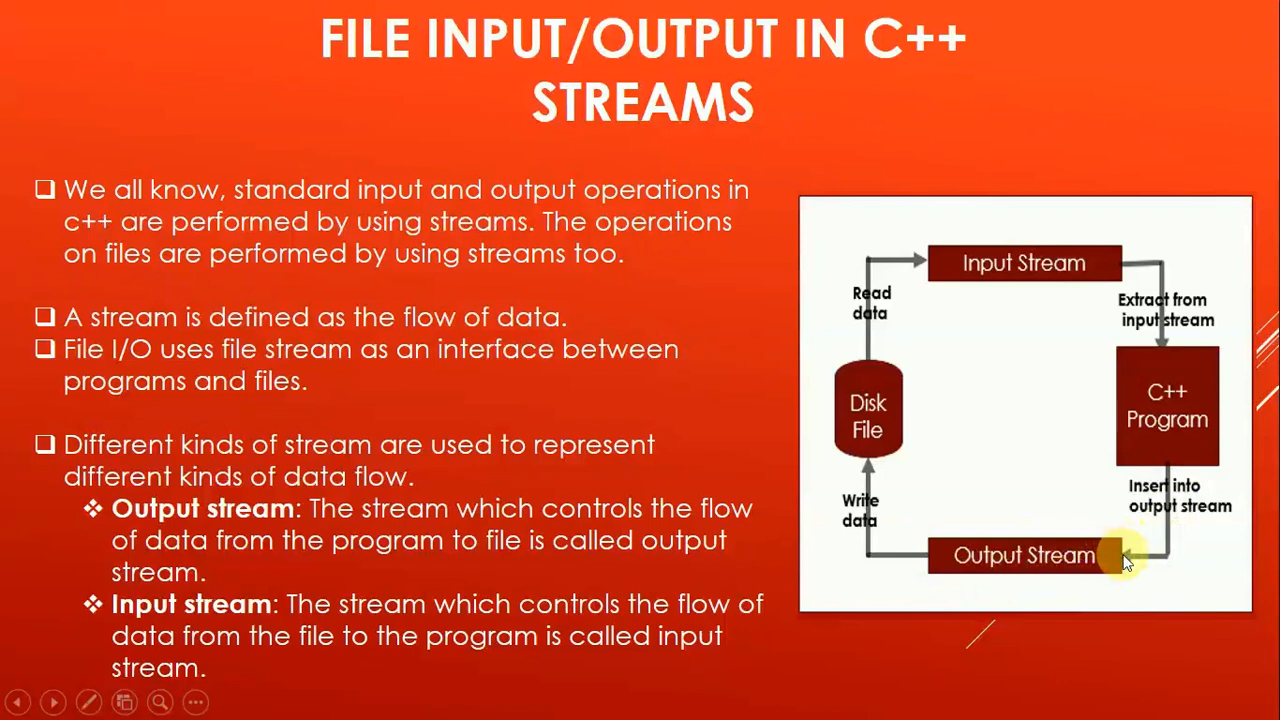 FILE INPUT/OUTPUT IN C++
STREAMS
We all know, standard input and output operations in
c++ are performed by using streams. The operations
on files are performed by using streams too.
A stream is defined as the flow of data.
File I/O uses file stream as an interface between
programs and files.
Different kinds of stream are used to represent
different kinds of data flow.
Output stream: The stream which controls the flow
of data from the program to file is called output
stream.
Input stream: The stream which controls the flow of
data from the file to the program is called input
stream.
Input Stream
Read
data
Extract from
input stream
Disk
File
C++
Program
Write
data
Insert into
output stream
Output Stream